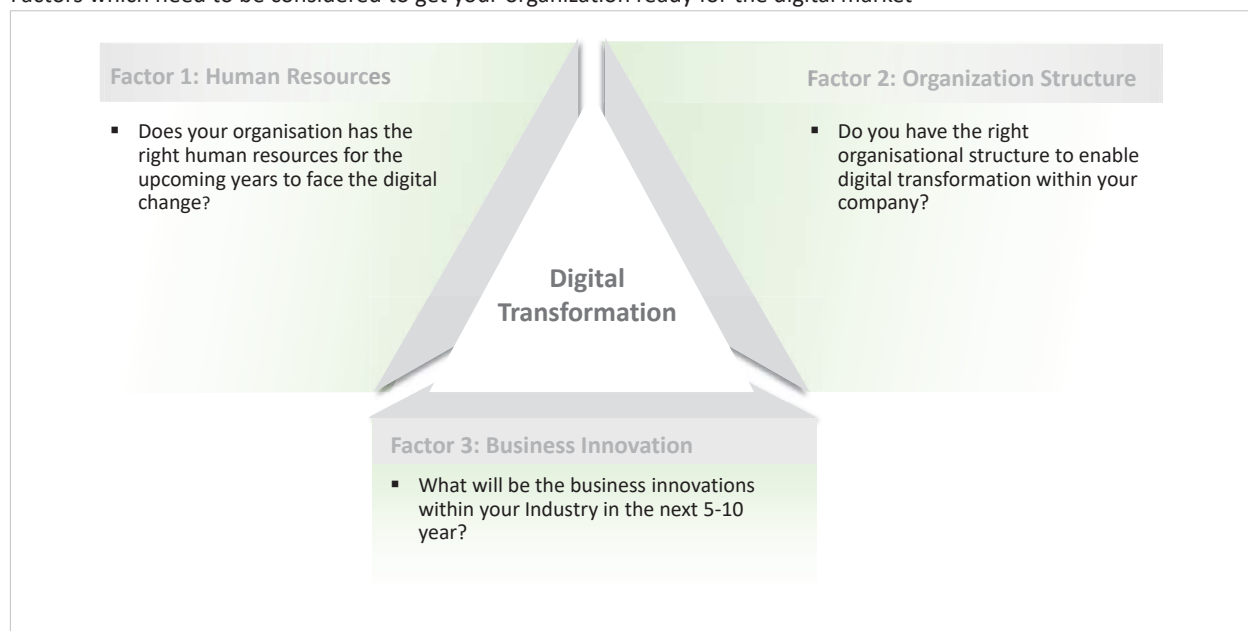 Factors which need to be considered to get your organization ready for the digital market
Factor 1: Human Resources
▪ Does your organisation has the
right human resources for the
upcoming years to face the digital
change?
Factor 2: Organization Structure
▪ Do you have the right
organisational structure to enable
digital transformation within your
company?
Digital
Transformation
Factor 3: Business Innovation
▪ What will be the business innovations
within your Industry in the next 5-10
year?